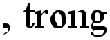 , trong